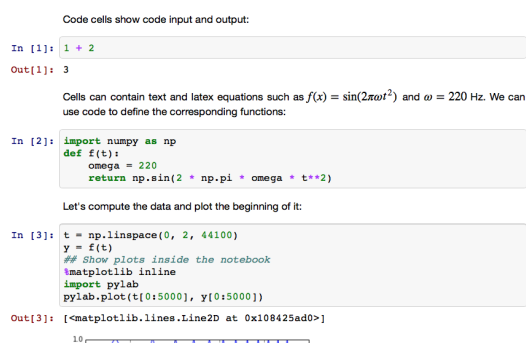 Code cells show code input and output:
In [1]: 1 + 2
Out[1]: 3
Cells can contain text and latex equations such as f(x) = sin(2πωt²) and ω = 220 Hz. We can
use code to define the corresponding functions:
In [2]: import numpy as np
def f(t):
    omega = 220
    return np.sin(2 * np.pi * omega * t**2)
Let's compute the data and plot the beginning of it:
In [3]: t = np.linspace(0, 2, 44100)
y = f(t)
## Show plots inside the notebook
%matplotlib inline
import pylab
pylab.plot(t[0:5000], y[0:5000])
Out[3]: [<matplotlib.lines.Line2D at 0x108425ad0>]
1.0